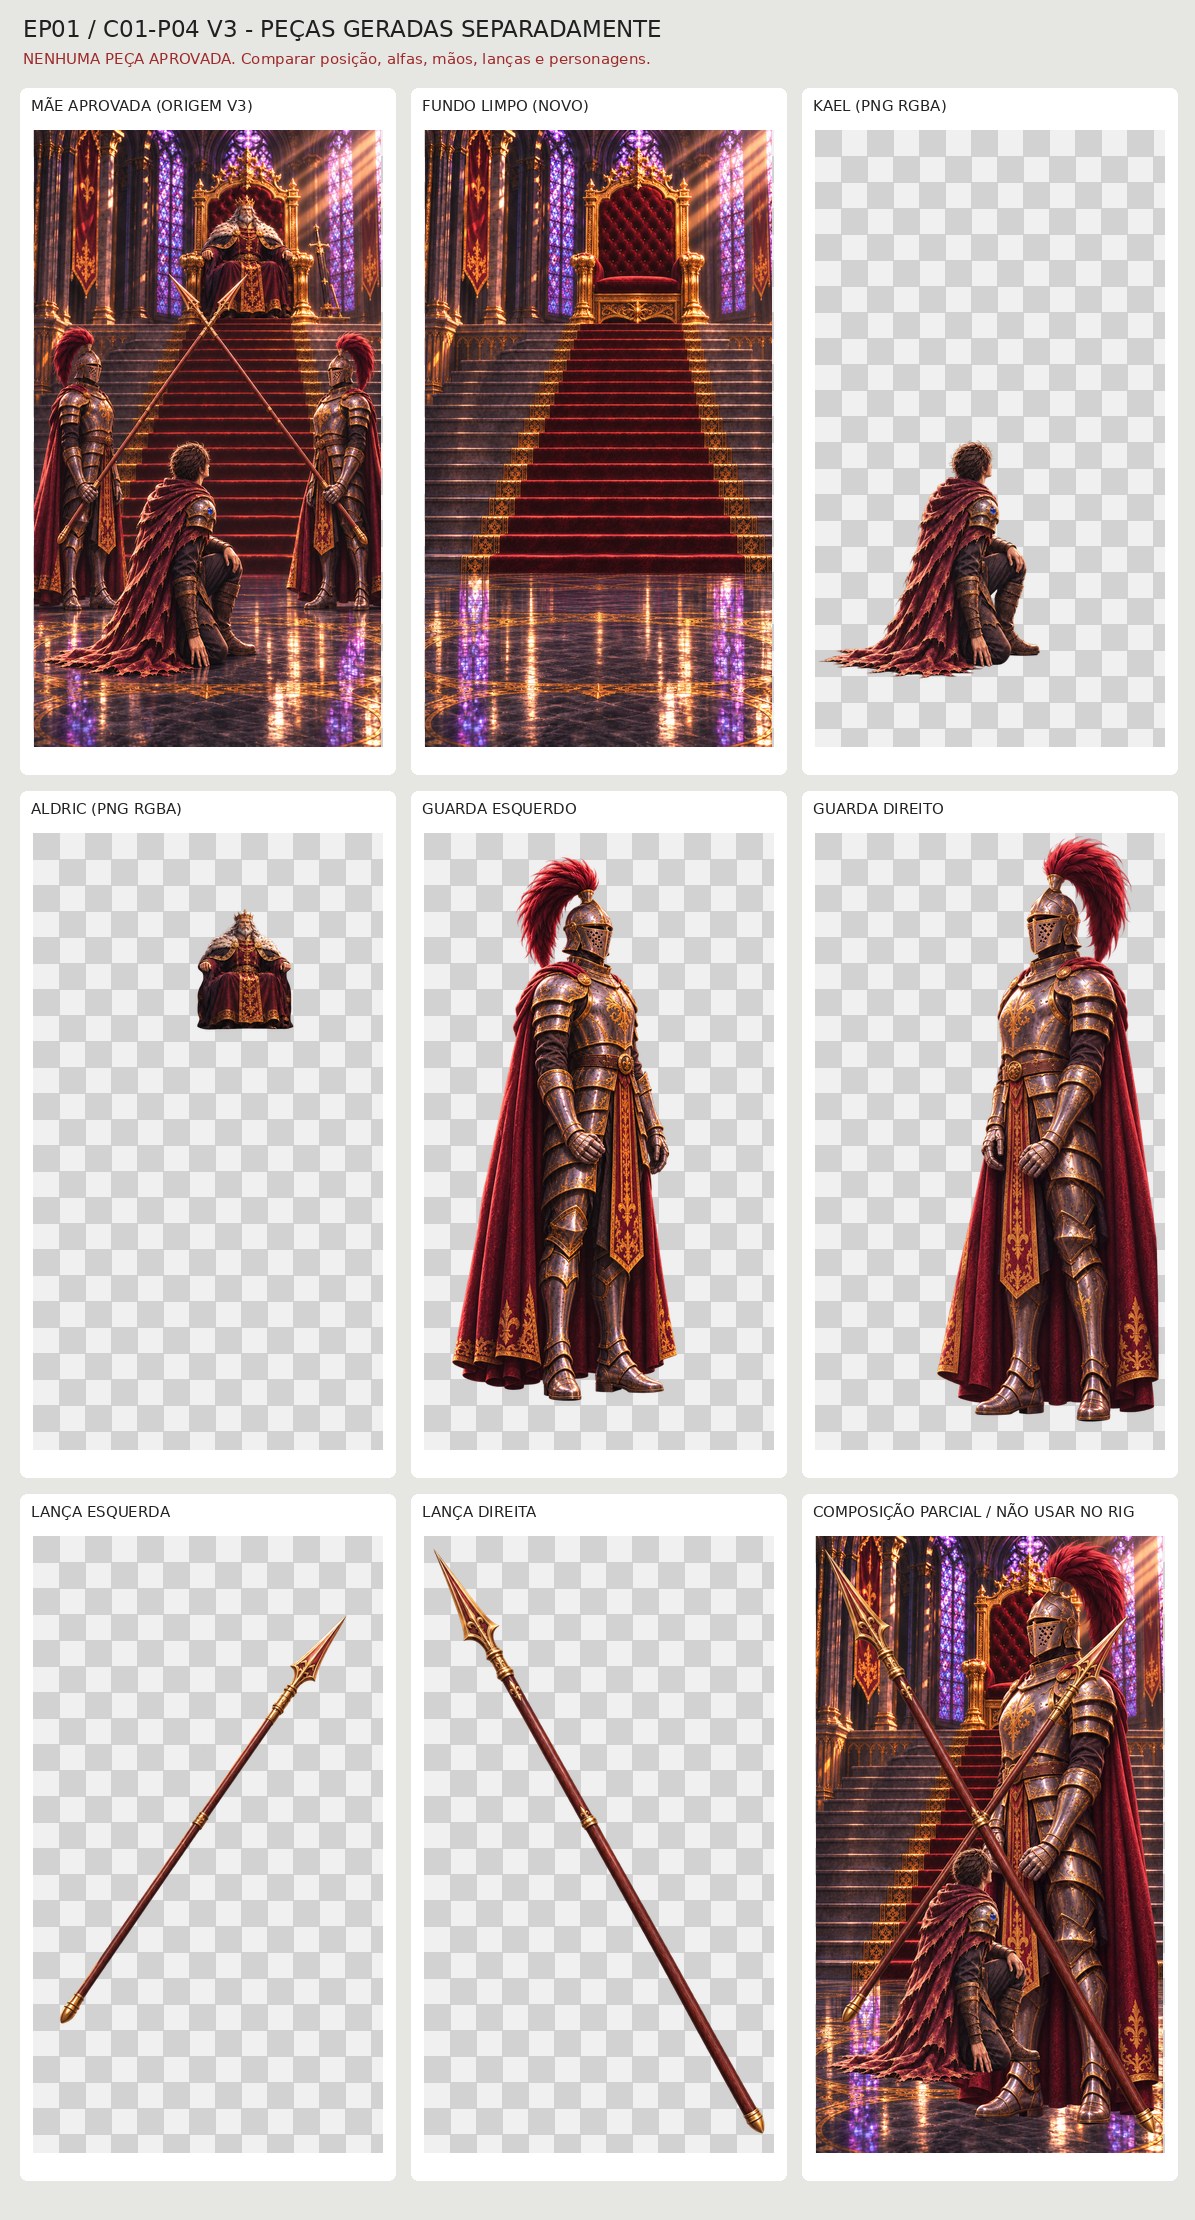 EP01 / C01-P04 V3 - PEÇAS GERADAS SEPARADAMENTE
NENHUMA PEÇA APROVADA. Comparar posição, alfas, mãos, lanças e personagens.
MÃE APROVADA (ORIGEM V3)
FUNDO LIMPO (NOVO)
KAEL (PNG RGBA)
ALDRIC (PNG RGBA)
GUARDA ESQUERDO
GUARDA DIREITO
LANÇA ESQUERDA
LANÇA DIREITA
COMPOSIÇÃO PARCIAL / NÃO USAR NO RIG